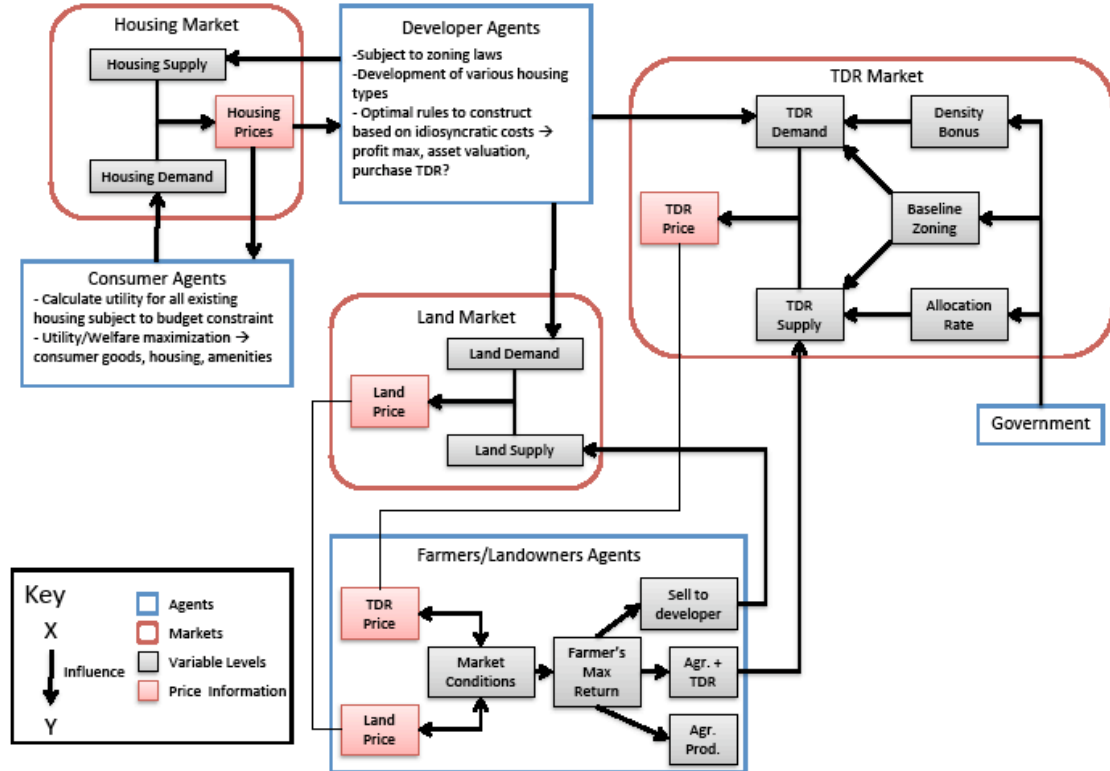 Housing Market
Housing Supply
Housing
Prices
Housing Demand
Developer Agents
-Subject to zoning laws
-Development of various housing
types
- Optimal rules to construct
based on idiosyncratic costs →
profit max, asset valuation,
purchase TDR?
TDR Market
TDR
Demand
Density
Bonus
TDR
Price
Baseline
Zoning
TDR
Supply
Allocation
Rate
Government
Consumer Agents
- Calculate utility for all existing
housing subject to budget constraint
- Utility/Welfare maximization →
consumer goods, housing, amenities
Land Market
Land Demand
Land
Price
Land Supply
Farmers/Landowners Agents
TDR
Price
Land
Price
Market
Conditions
Farmer's
Max
Return
Sell to
developer
Agr. +
TDR
Agr.
Prod.
Key
X
Influence
Y
Agents
Markets
Variable Levels
Price Information